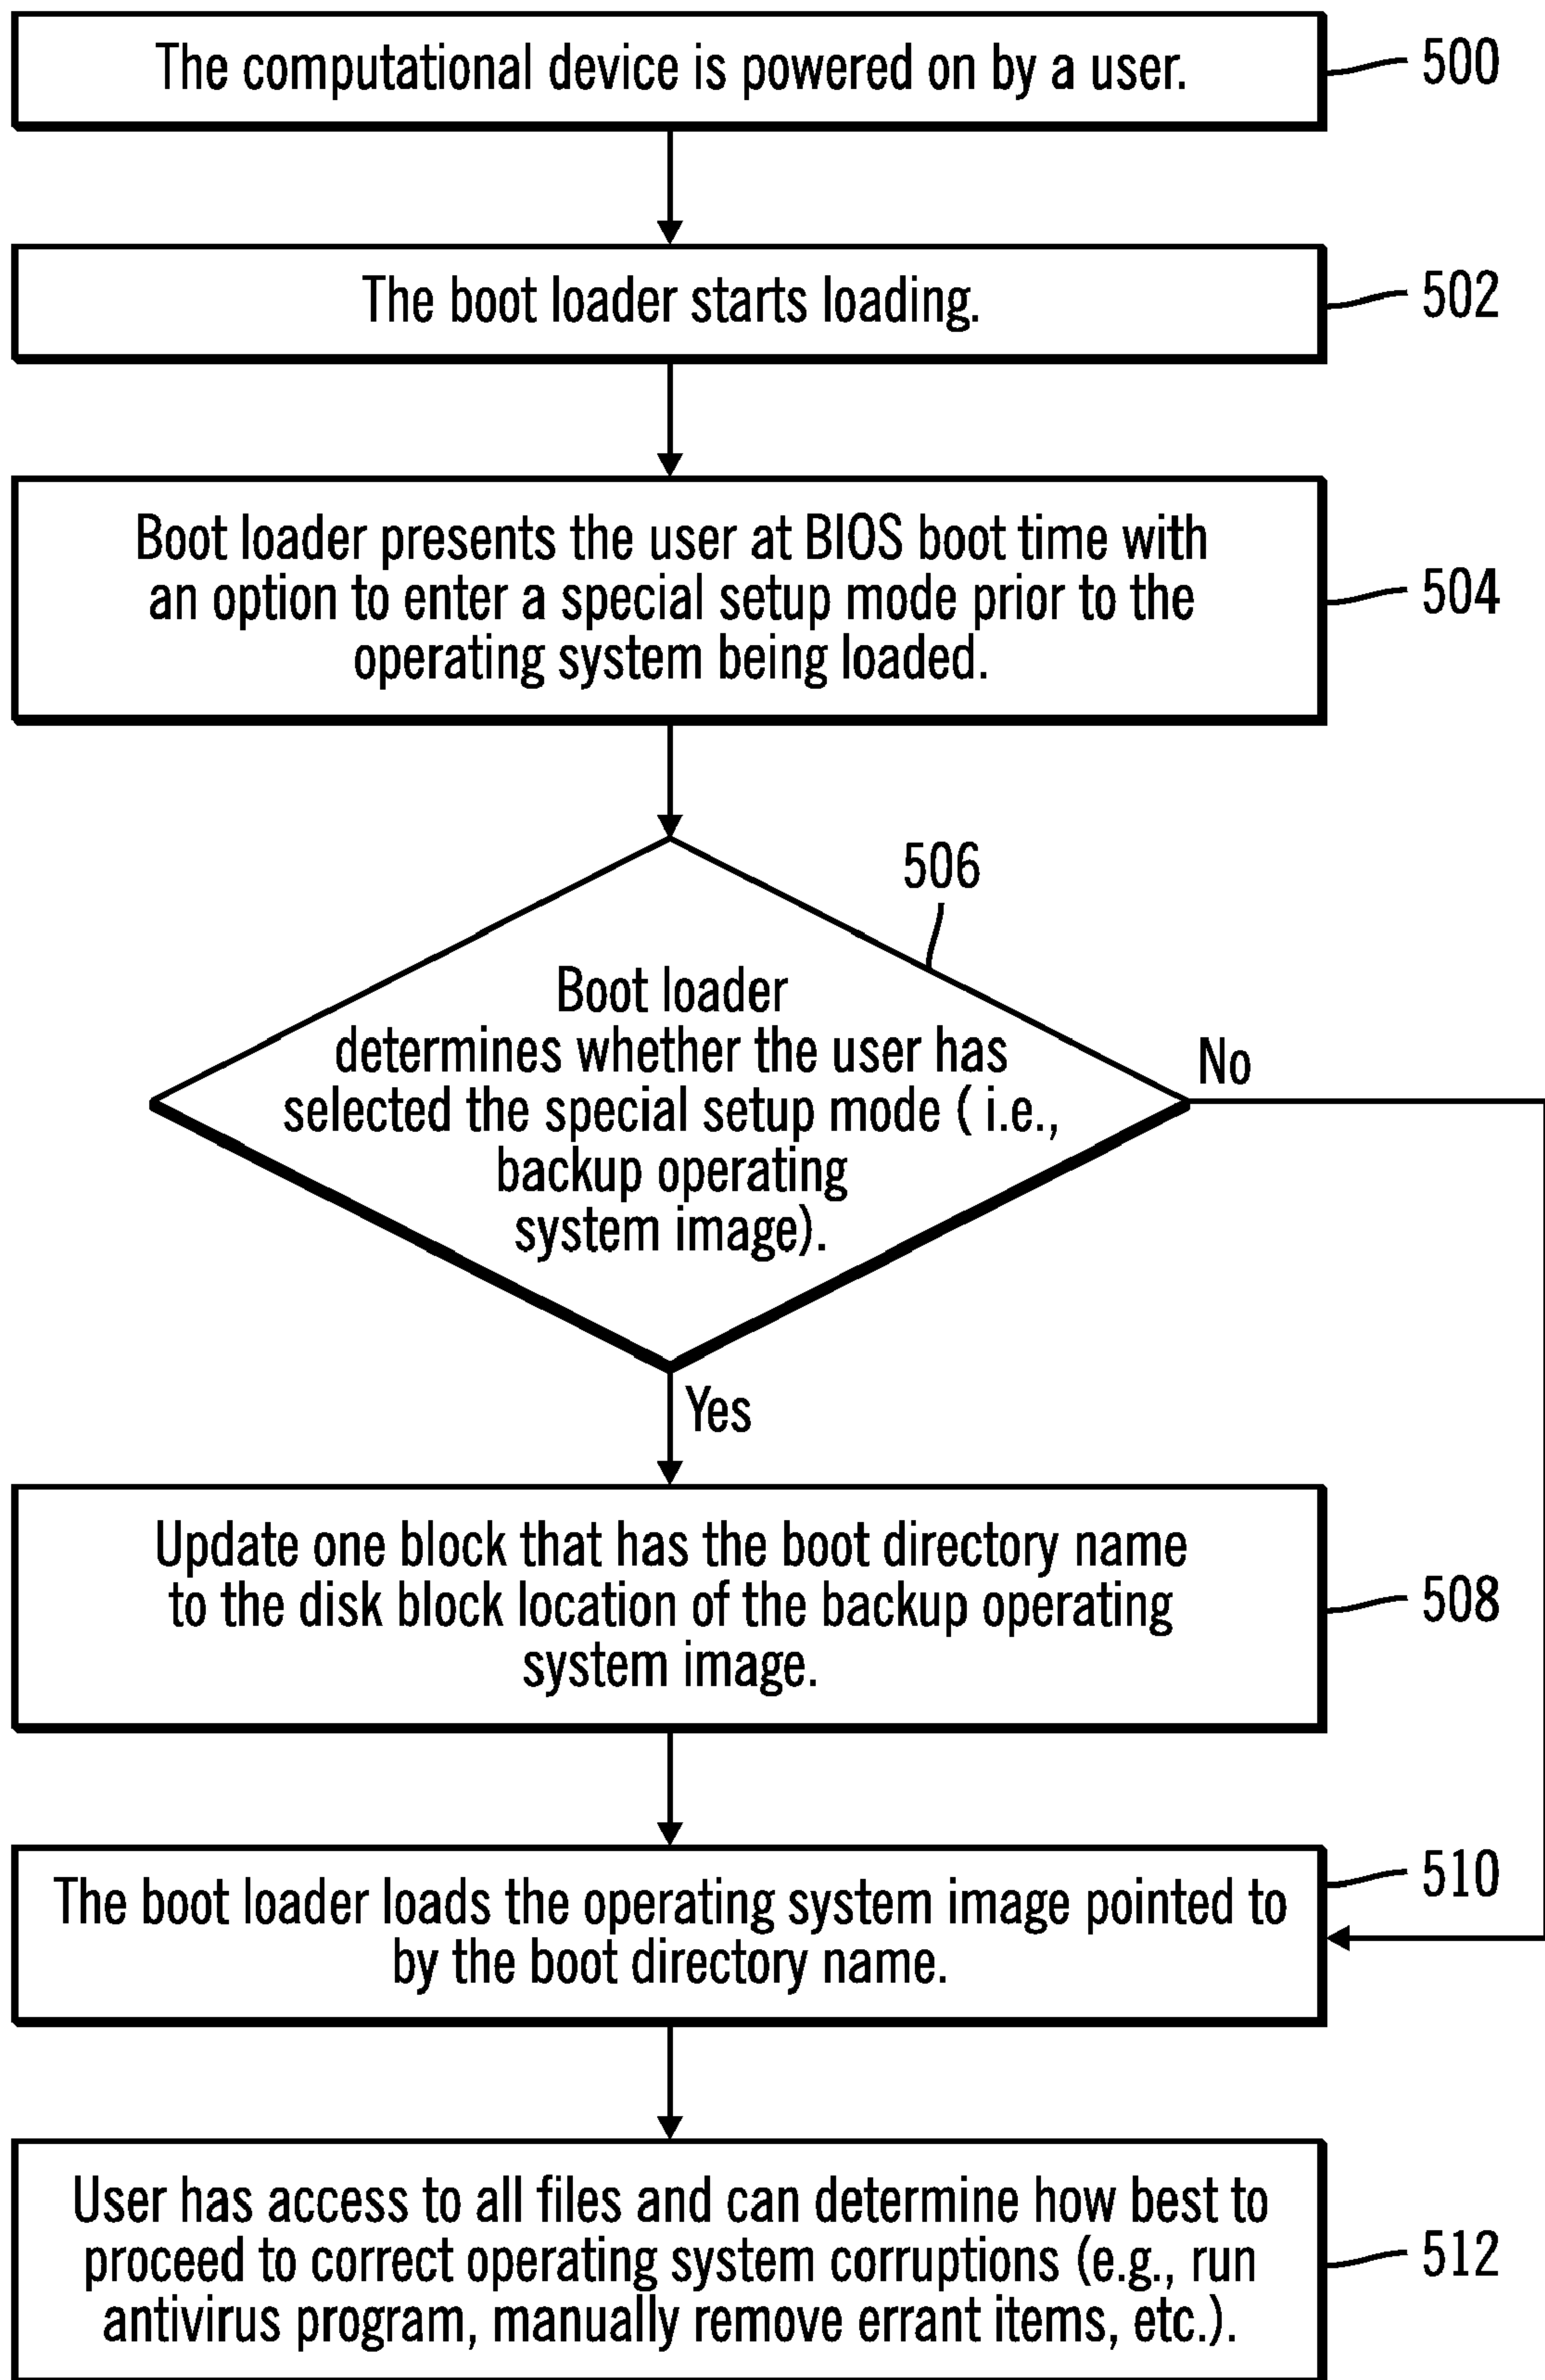 The computational device is powered on by a user.
500
The boot loader starts loading.
502
Boot loader presents the user at BIOS boot time with
an option to enter a special setup mode prior to the
operating system being loaded.
504
506
Boot loader
determines whether the user has
selected the special setup mode ( i.e.,
backup operating
system image).
No
Yes
Update one block that has the boot directory name
to the disk block location of the backup operating
system image.
508
The boot loader loads the operating system image pointed to
by the boot directory name.
510
User has access to all files and can determine how best to
proceed to correct operating system corruptions (e.g., run
antivirus program, manually remove errant items, etc.).
512